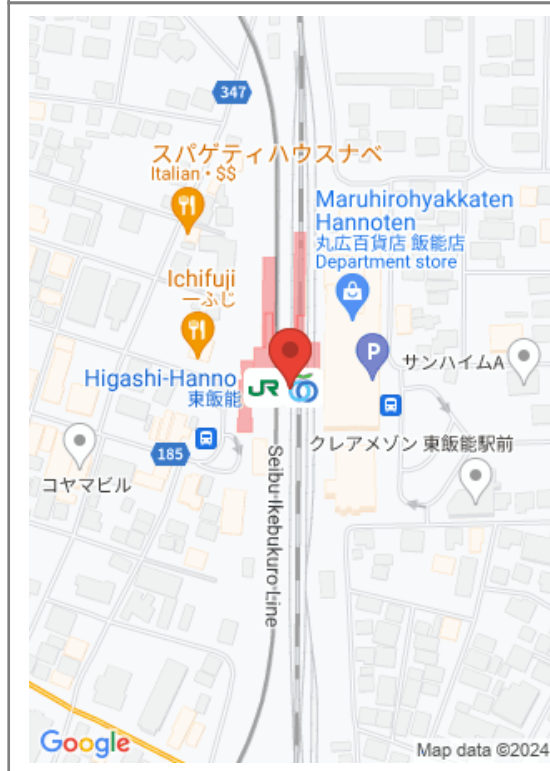 347
スパゲティハウスナベ
Italian • $$
Maruhirohyakkaten
Hannoten
丸広百貨店 飯能店
Department store
Ichifuji
一ふじ
P
サンハイムA
Higashi-Hanno
東飯能
JR
185
クレアメゾン 東飯能駅前
コヤマビル
Seibu-Ikebukuro-Line
Google
Map data ©2024